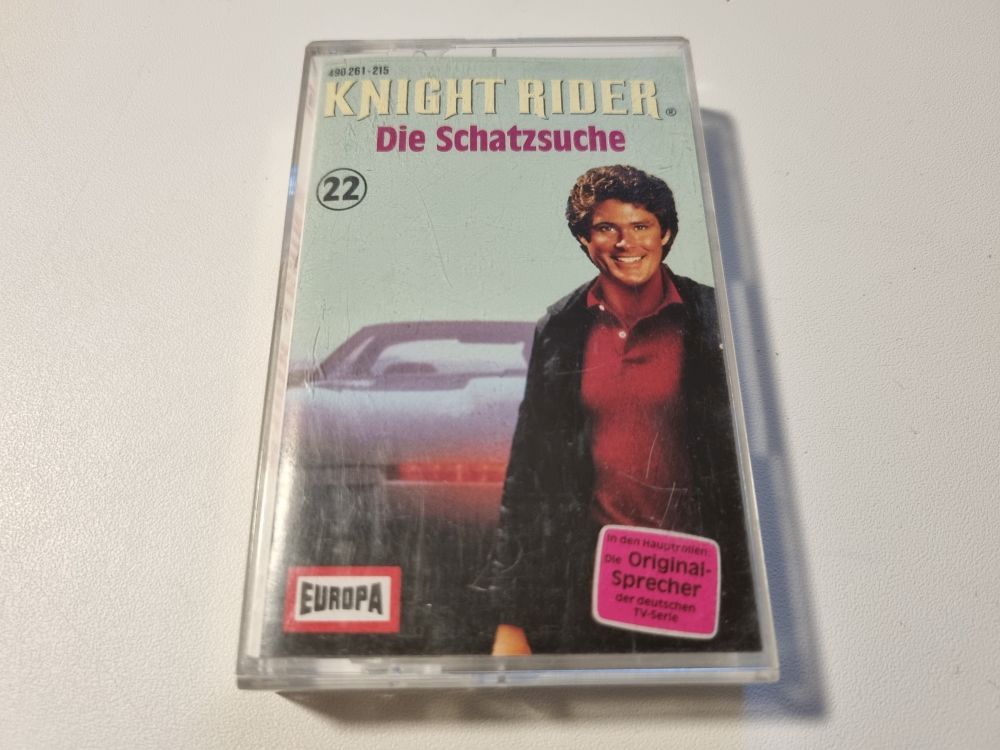 490 261-215
KNIGHT RIDER®
Die Schatzsuche
22
In den Hauptrollen:
Die Original-
Sprecher
der deutschen
TV-Serie
EUROPA